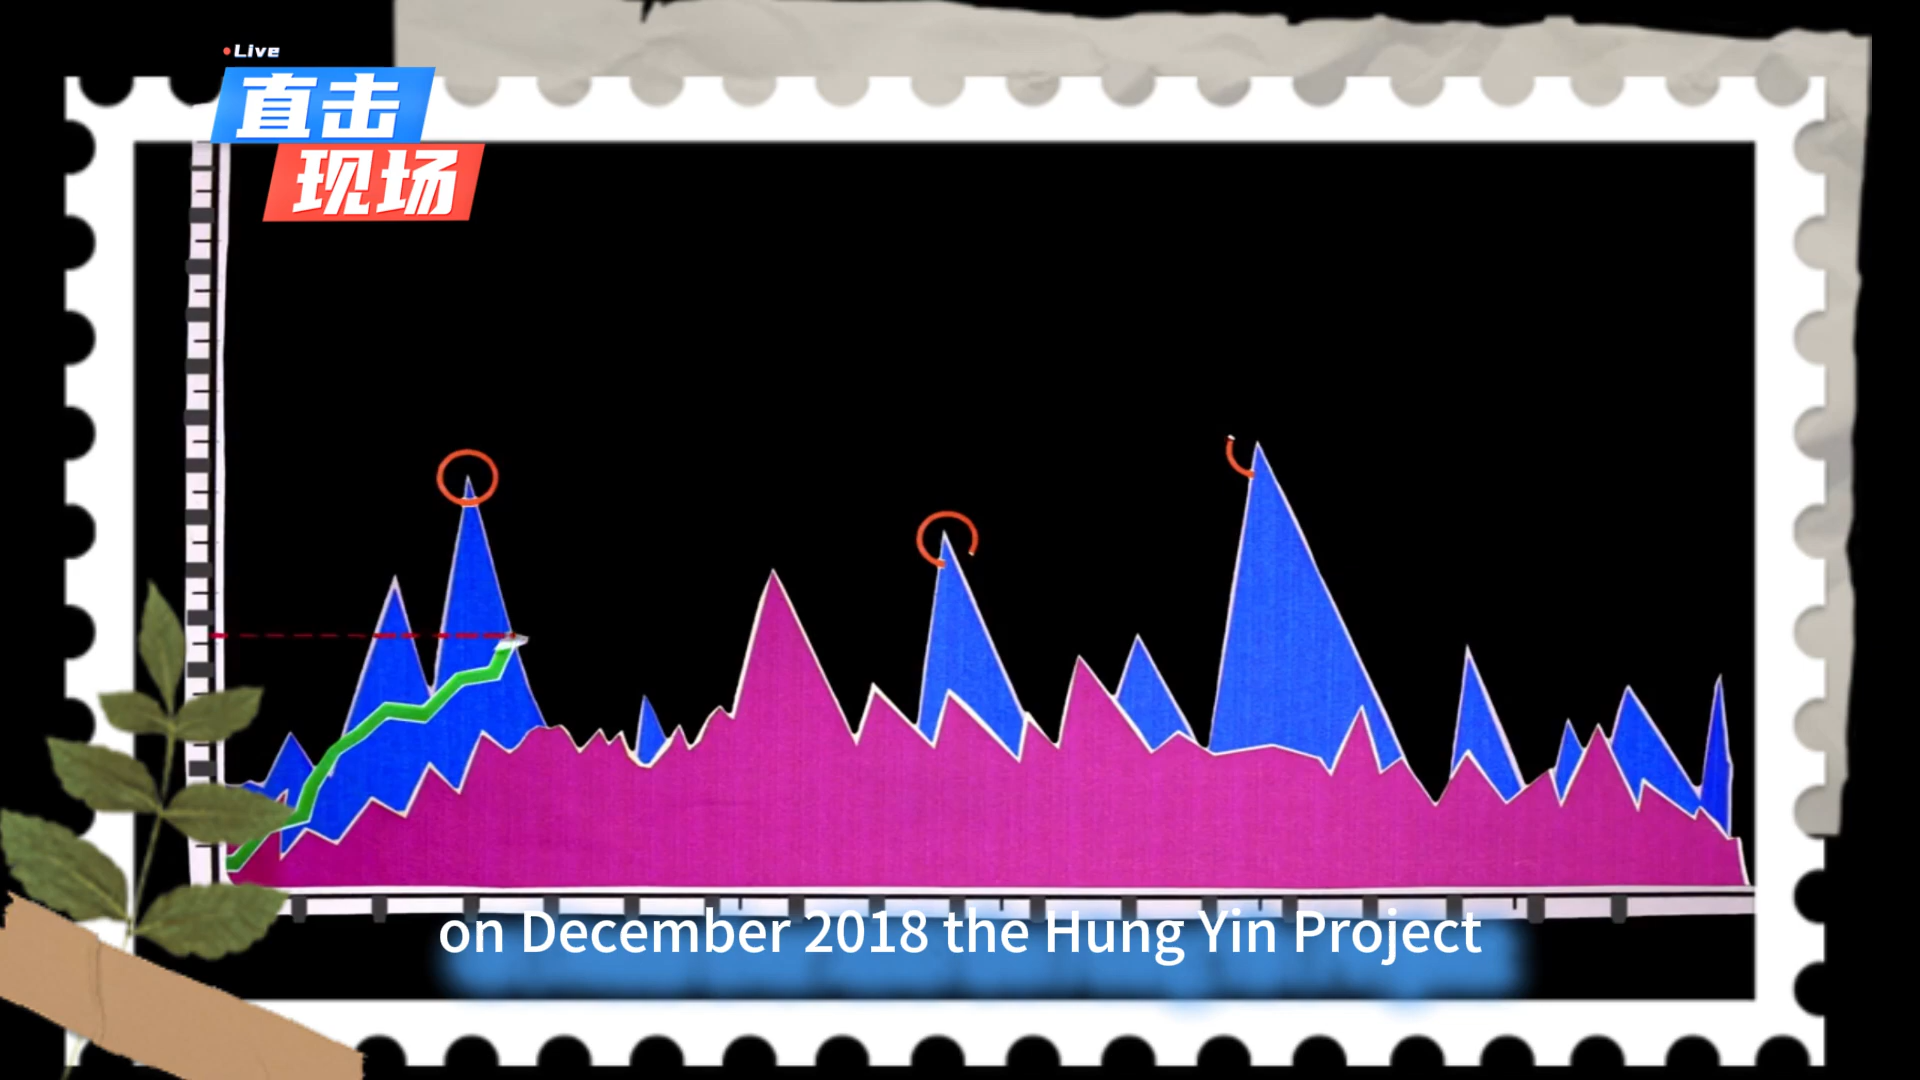 Live
直击
现场
on December 2018 the Hung Yin Project